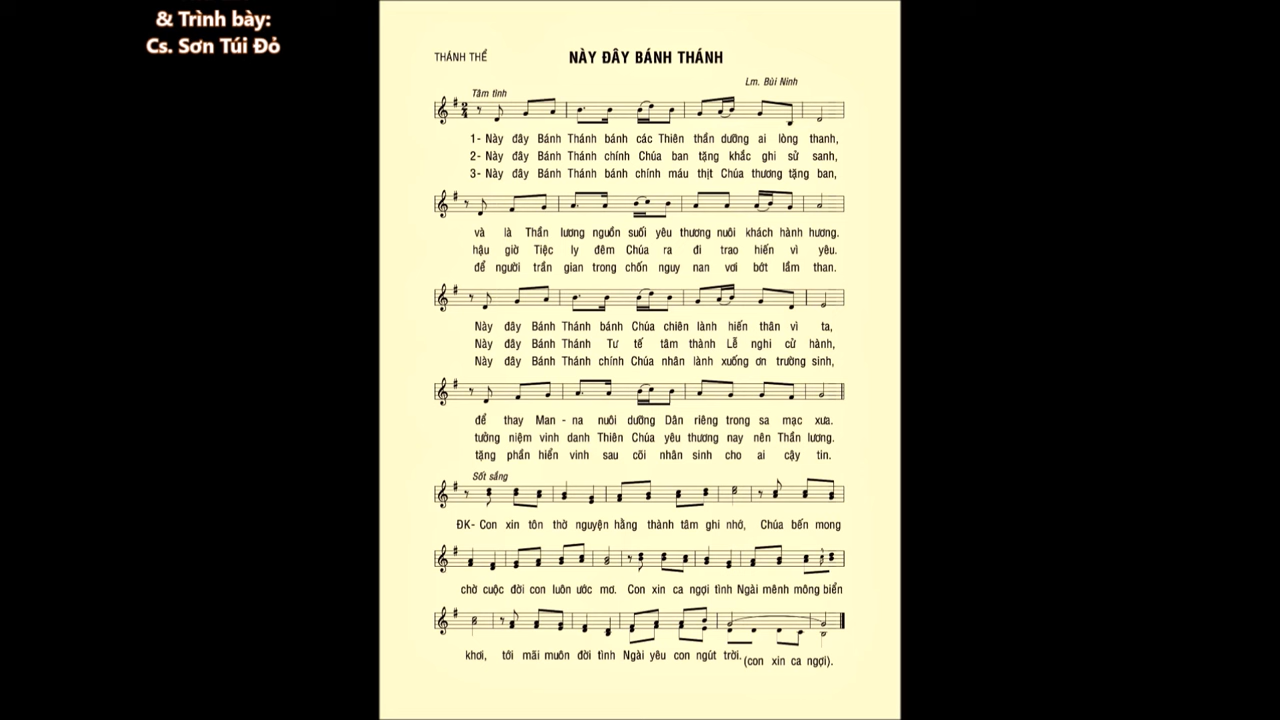 & Trình bày:
Cs. Sơn Túi Đỏ
THÁNH THỂ
NÀY ĐÂY BÁNH THÁNH
Lm. Bùi Ninh
Tâm tình
1- Này đây Bánh Thánh bánh các Thiên thần dưỡng ai lòng thanh,
2- Này đây Bánh Thánh chính Chúa ban tặng khắc ghi sử sanh,
3- Này đây Bánh Thánh bánh chính máu thịt Chúa thương tặng ban,
và là Thần lương nguồn suối yêu thương nuôi khách hành hương.
hậu giờ Tiệc ly đêm Chúa ra đi trao hiến vì yêu.
để người trần gian trong chốn nguy nan vơi bớt lầm than.
Này đây Bánh Thánh bánh Chúa chiên lành hiến thân vì ta,
Này đây Bánh Thánh Tư tế tâm thành Lễ nghi cử hành,
Này đây Bánh Thánh chính Chúa nhân lành xuống ơn trường sinh,
để thay Man - na nuôi dưỡng Dân riêng trong sa mạc xưa.
tưởng niệm vinh danh Thiên Chúa yêu thương nay nên Thần lương.
tặng phần hiển vinh sau cõi nhân sinh cho ai cậy tin.
Sốt sắng
ĐK- Con xin tôn thờ nguyện hằng thành tâm ghi nhớ, Chúa bến mong
chờ cuộc đời con luôn ước mơ. Con xin ca ngợi tình Ngài mênh mông biển
khơi, tới mãi muôn đời tình Ngài yêu con ngút trời. (con xin ca ngợi).